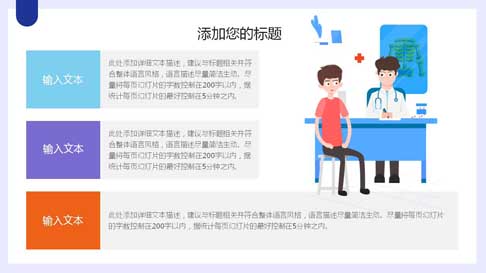 添加您的标题
输入文本
此处添加详细文本描述，建议与标题相关并符
合整体语言风格，语言描述尽量简洁生动。尽
量将每页幻灯片的字数控制在200字以内，据
统计每页幻灯片的最好控制在5分钟之内。
输入文本
此处添加详细文本描述，建议与标题相关并符
合整体语言风格，语言描述尽量简洁生动。尽
量将每页幻灯片的字数控制在200字以内，据
统计每页幻灯片的最好控制在5分钟之内。
输入文本
此处添加详细文本描述，建议与标题相关并符合整体语言风格，语言描述尽量简洁生动。尽量将每页幻灯片
的字数控制在200字以内，据统计每页幻灯片的最好控制在5分钟之内。